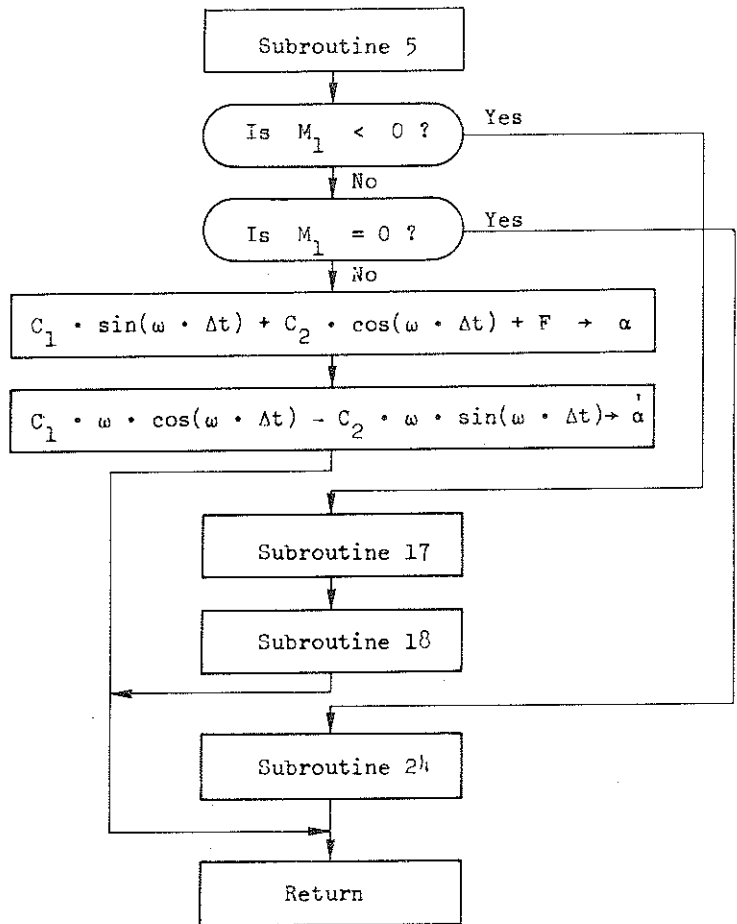 Subroutine 5
Is M₁ < 0 ?
Yes
No
Is M₁ = 0 ?
Yes
No
C₁ • sin(ω • Δt) + C₂ • cos(ω • Δt) + F → α
C₁ • ω • cos(ω • Δt) - C₂ • ω • sin(ω • Δt) → α̇
Subroutine 17
Subroutine 18
Subroutine 24
Return